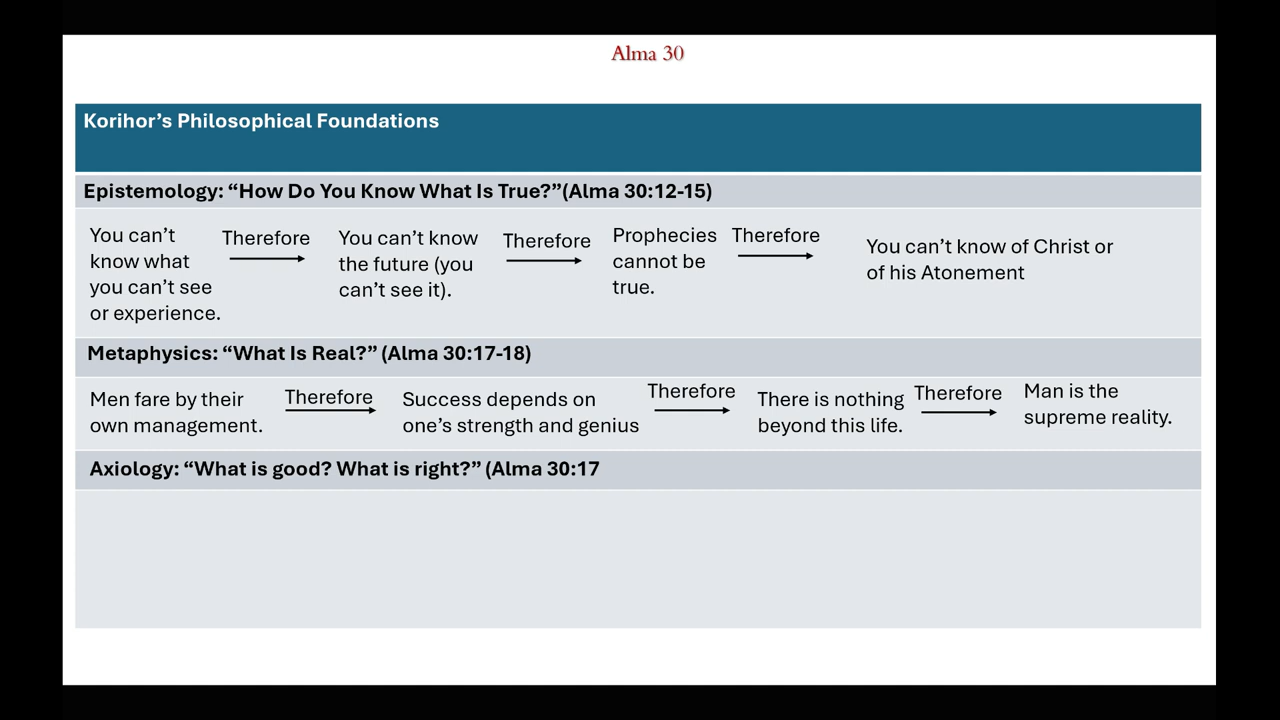 Alma 30
Korihor’s Philosophical Foundations
Epistemology: “How Do You Know What Is True?”(Alma 30:12-15)
You can’t
know what
you can’t see
or experience.
Therefore
You can’t know
the future (you
can’t see it).
Therefore
Prophecies
cannot be
true.
Therefore
You can’t know of Christ or
of his Atonement
Metaphysics: “What Is Real?” (Alma 30:17-18)
Men fare by their
own management.
Therefore
Success depends on
one’s strength and genius
Therefore
There is nothing
beyond this life.
Therefore
Man is the
supreme reality.
Axiology: “What is good? What is right?” (Alma 30:17